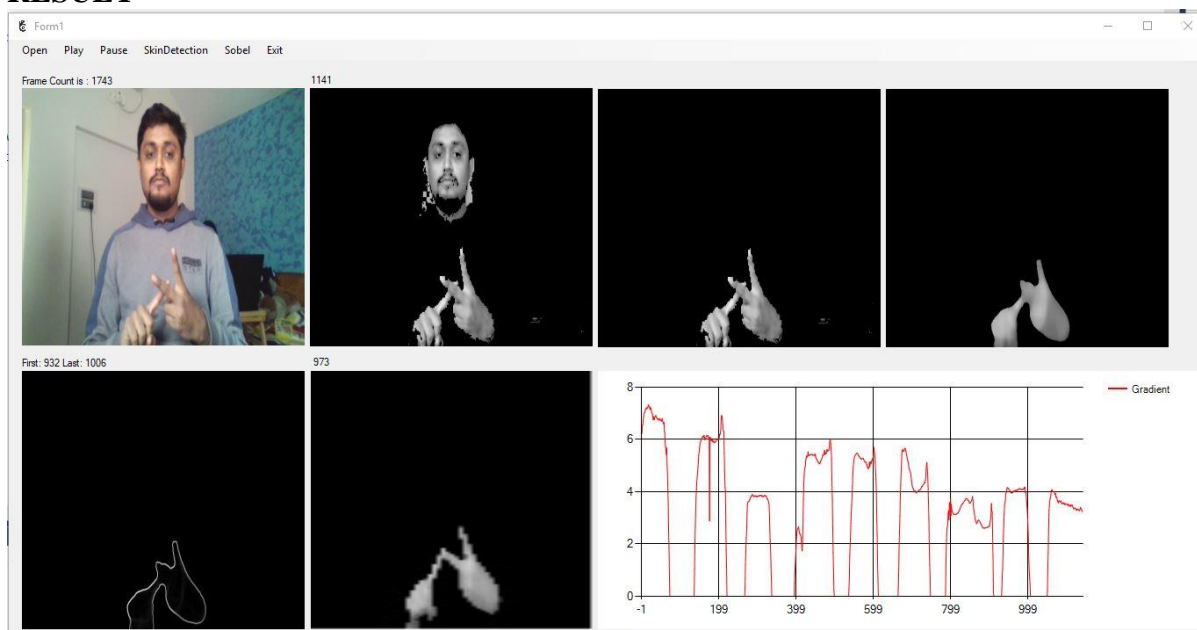 RESULT
Form1
Open Play Pause SkinDetection Sobel Exit
Frame Count is : 1743
1141
First: 932 Last: 1006
973
8
6
4
2
0
-1 199 399 599 799 999
Gradient